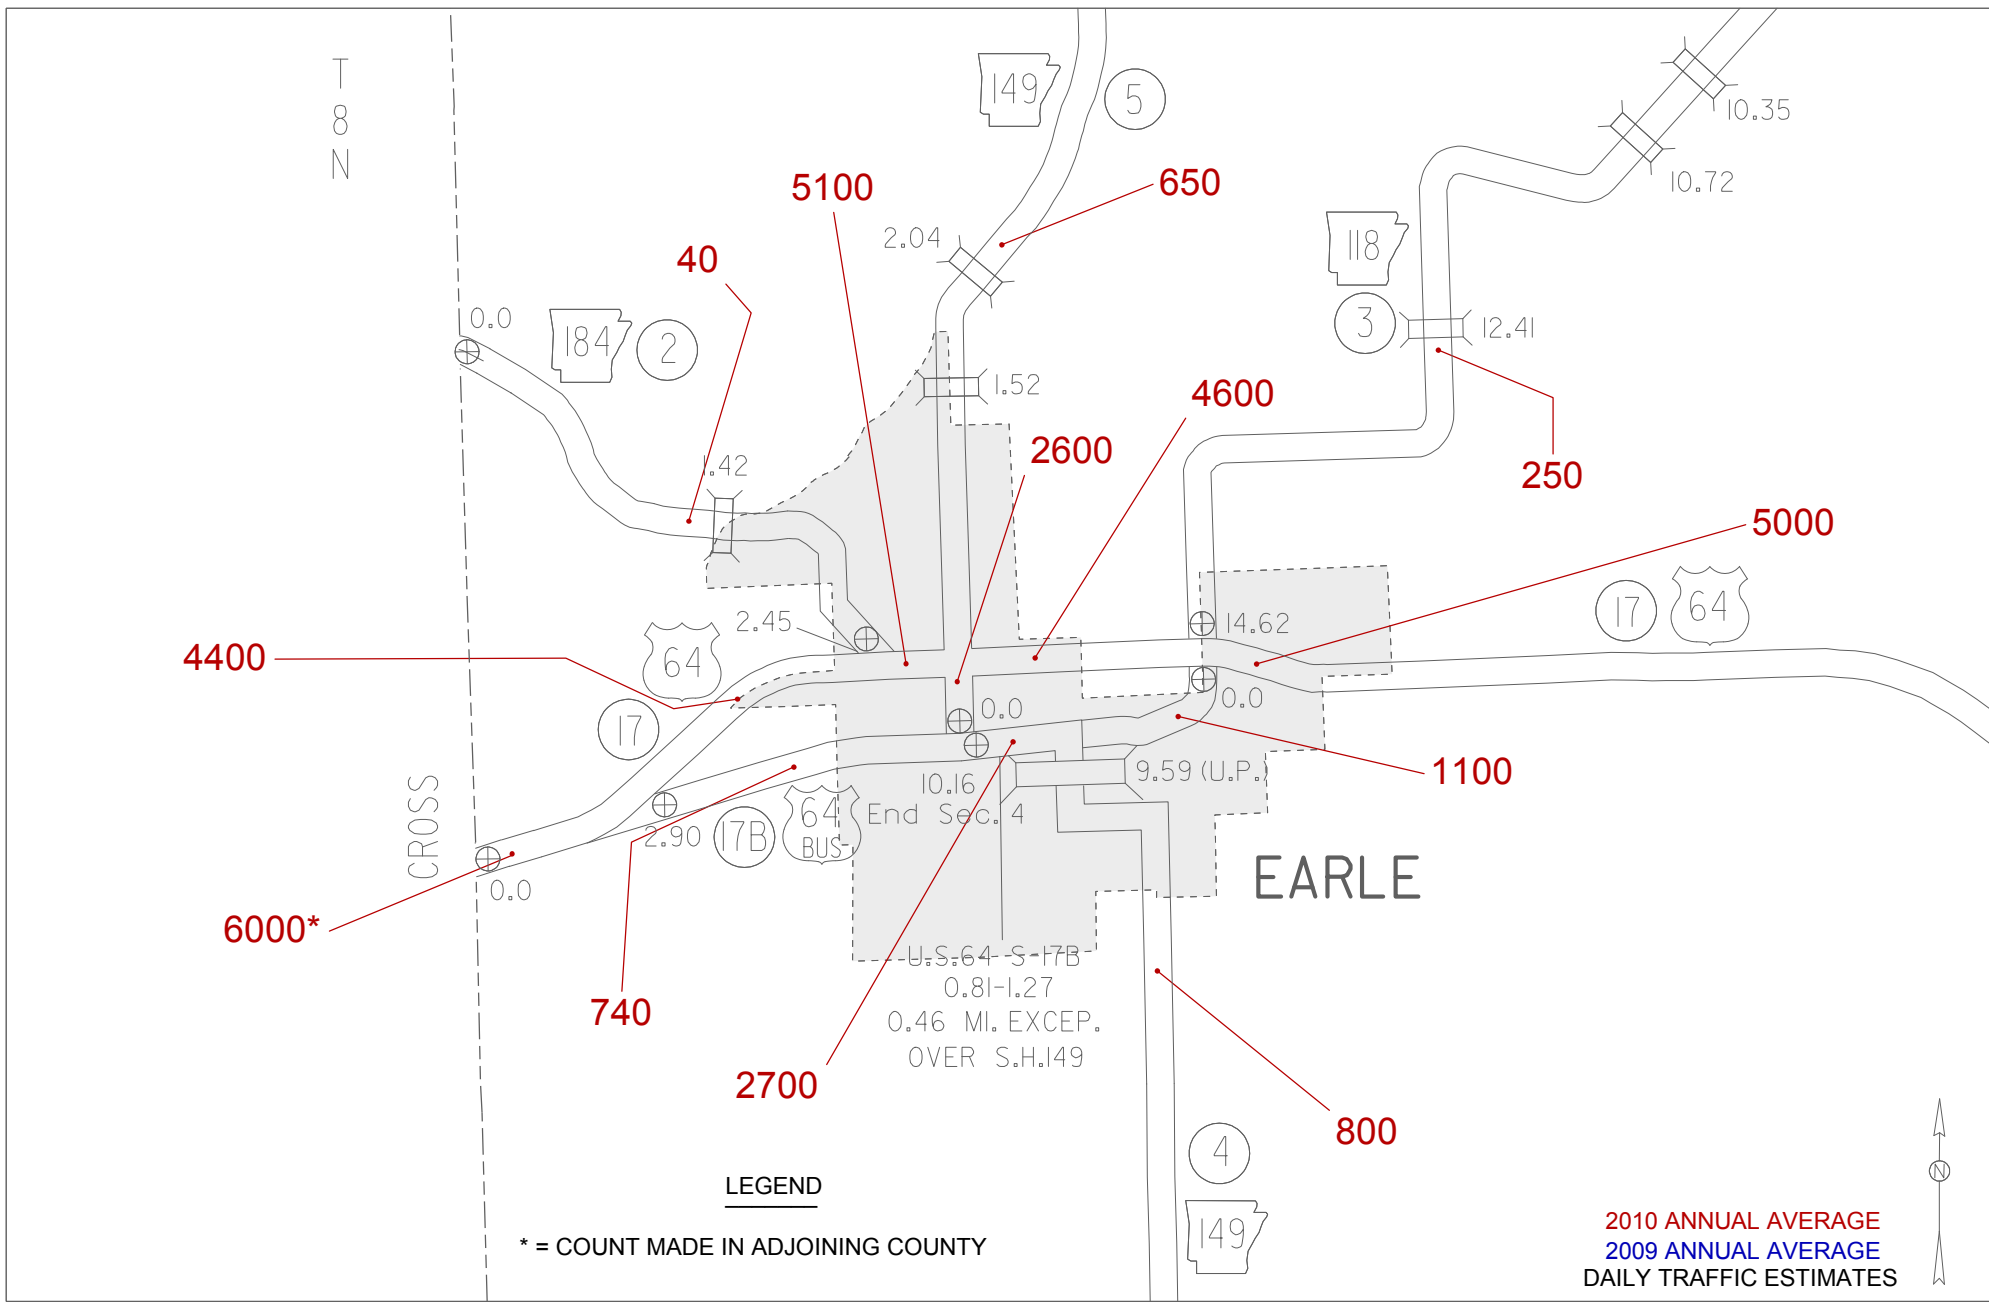 T
8
N
149
5
10.35
10.72
5100
650
2.04
40
118
3
12.41
0.0
184
2
1.52
4600
2600
1.42
250
5000
17
64
14.62
2.45
64
4400
0.0
0.0
17
10.16
9.59 (U.P.)
1100
CROSS
End Sec. 4
2.90
17B
64
BUS
EARLE
0.0
6000*
U.S.64 S-17B
0.81-1.27
0.46 MI. EXCEP.
OVER S.H.149
740
2700
800
4
149
LEGEND
* = COUNT MADE IN ADJOINING COUNTY
N
2010 ANNUAL AVERAGE
2009 ANNUAL AVERAGE
DAILY TRAFFIC ESTIMATES